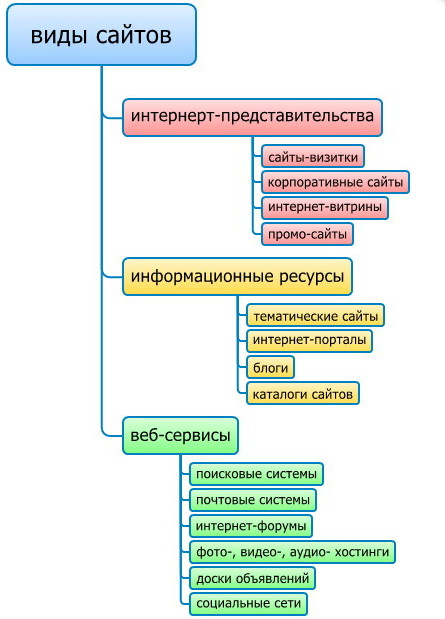 виды сайтов
интернерт-представительства
сайты-визитки
корпоративные сайты
интернет-витрины
промо-сайты
информационные ресурсы
тематические сайты
интернет-порталы
блоги
каталоги сайтов
веб-сервисы
поисковые системы
почтовые системы
интернет-форумы
фото-, видео-, аудио- хостинги
доски объявлений
социальные сети